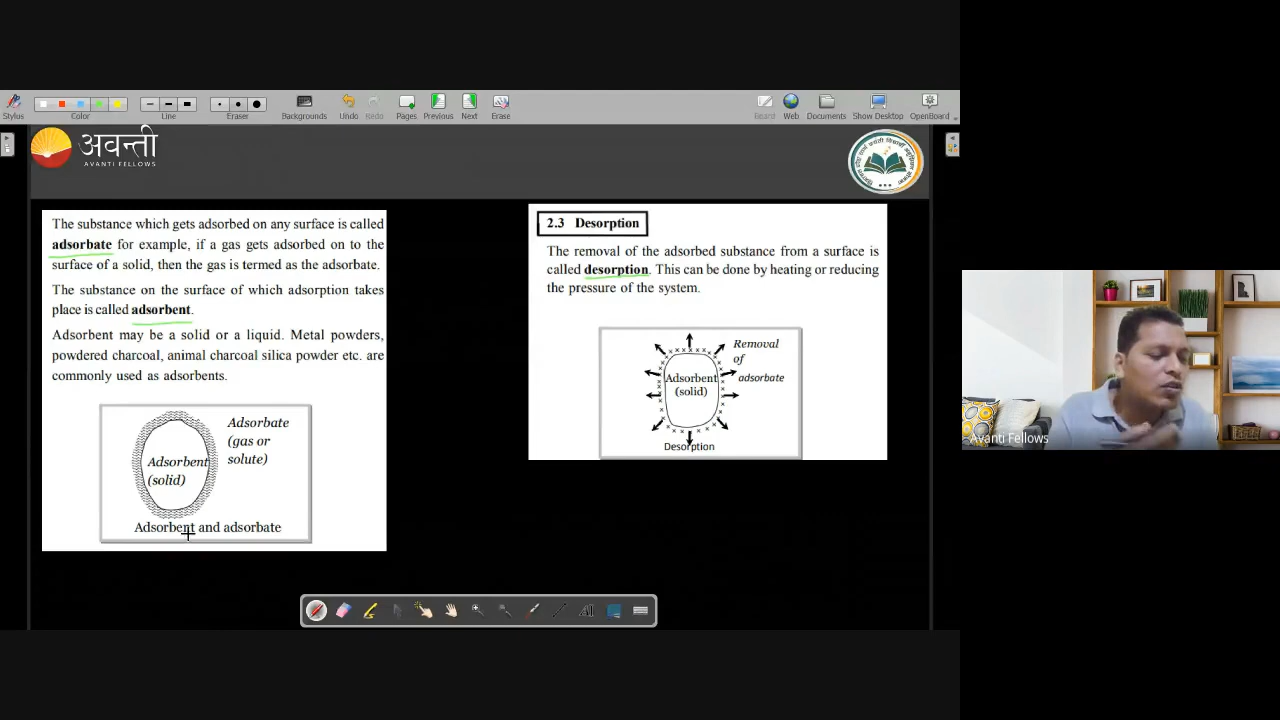 Stylus
Color
Line
Eraser
Backgrounds
Undo
Redo
Pages
Previous
Next
Erase
Board
Web
Documents
Show Desktop
OpenBoard
अवन्ती
AVANTI FELLOWS
The substance which gets adsorbed on any surface is called
adsorbate for example, if a gas gets adsorbed on to the
surface of a solid, then the gas is termed as the adsorbate.
The substance on the surface of which adsorption takes
place is called adsorbent.
Adsorbent may be a solid or a liquid. Metal powders,
powdered charcoal, animal charcoal silica powder etc. are
commonly used as adsorbents.
Adsorbate
(gas or
solute)
Adsorbent
(solid)
Adsorbent and adsorbate
2.3 Desorption
The removal of the adsorbed substance from a surface is
called desorption. This can be done by heating or reducing
the pressure of the system.
Removal
of
adsorbate
Adsorbent
(solid)
Desorption
Avanti Fellows